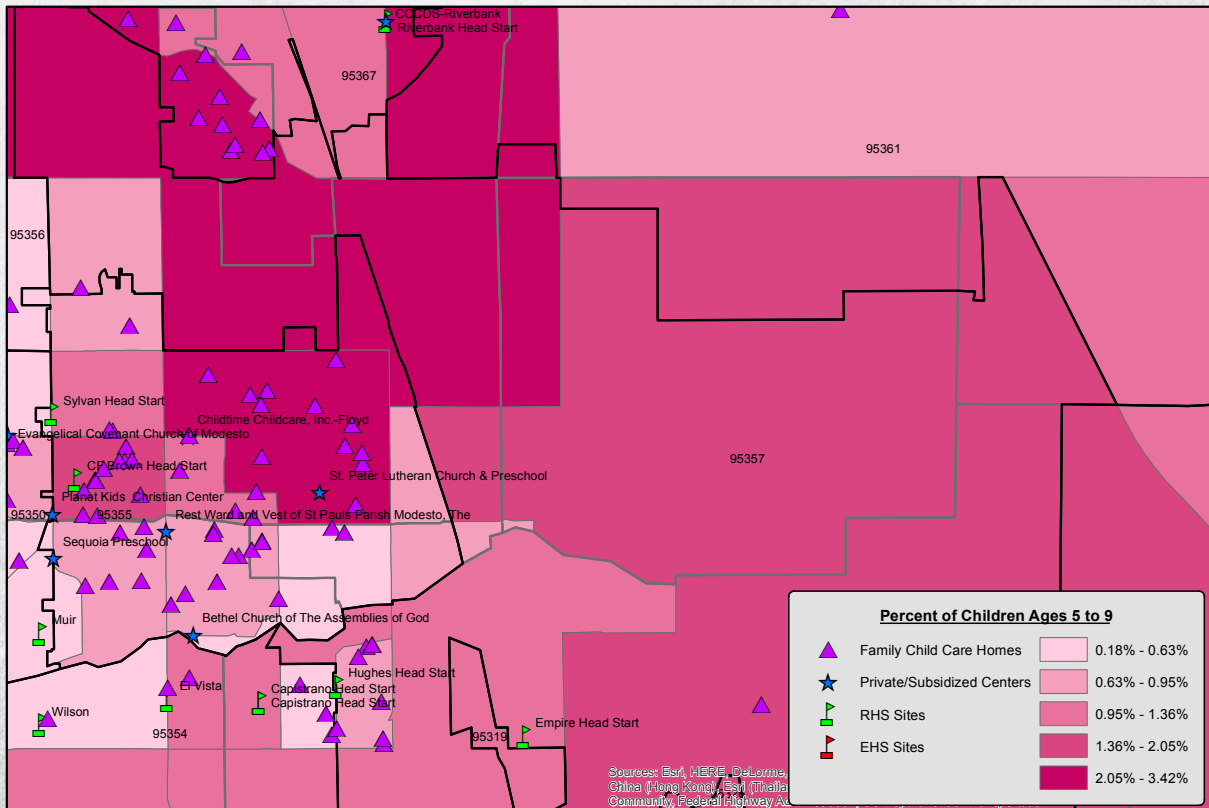 CCCDS-Riverbank
Riverbank Head Start
95367
95361
95356
Sylvan Head Start
Childtime Childcare, Inc.-Floyd
Evangelical Covenant Church of Modesto
CF Brown Head Start
St. Peter Lutheran Church & Preschool
95357
Planet Kids Christian Center
95350
95355
Rest Ward and Vest of St Pauls Parish Modesto, The
Sequoia Preschool
Muir
Bethel Church of The Assemblies of God
Hughes Head Start
El Vista
Capistrano Head Start
Capistrano Head Start
Wilson
95354
95319
Empire Head Start
Percent of Children Ages 5 to 9
Family Child Care Homes
0.18% - 0.63%
Private/Subsidized Centers
0.63% - 0.95%
RHS Sites
0.95% - 1.36%
EHS Sites
1.36% - 2.05%
2.05% - 3.42%
Sources: Esri, HERE, DeLorme,
China (Hong Kong), Esri
Community, Federal Highway